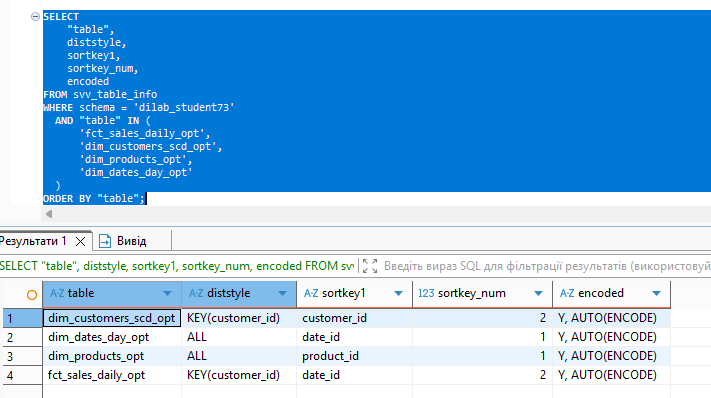 SELECT
"table",
diststyle,
sortkey1,
sortkey_num,
encoded
FROM svv_table_info
WHERE schema = 'dilab_student73'
AND "table" IN (
'fct_sales_daily_opt',
'dim_customers_scd_opt',
'dim_products_opt',
'dim_dates_day_opt'
)
ORDER BY "table";
Результати 1 Вивід
SELECT "table", diststyle, sortkey1, sortkey_num, encoded FROM svv Введіть вираз SQL для фільтрації результатів (використовуй
A-Z table A-Z diststyle A-Z sortkey1 123 sortkey_num A-Z encoded
1 dim_customers_scd_opt KEY(customer_id) customer_id 2 Y, AUTO(ENCODE)
2 dim_dates_day_opt ALL date_id 1 Y, AUTO(ENCODE)
3 dim_products_opt ALL product_id 1 Y, AUTO(ENCODE)
4 fct_sales_daily_opt KEY(customer_id) date_id 2 Y, AUTO(ENCODE)